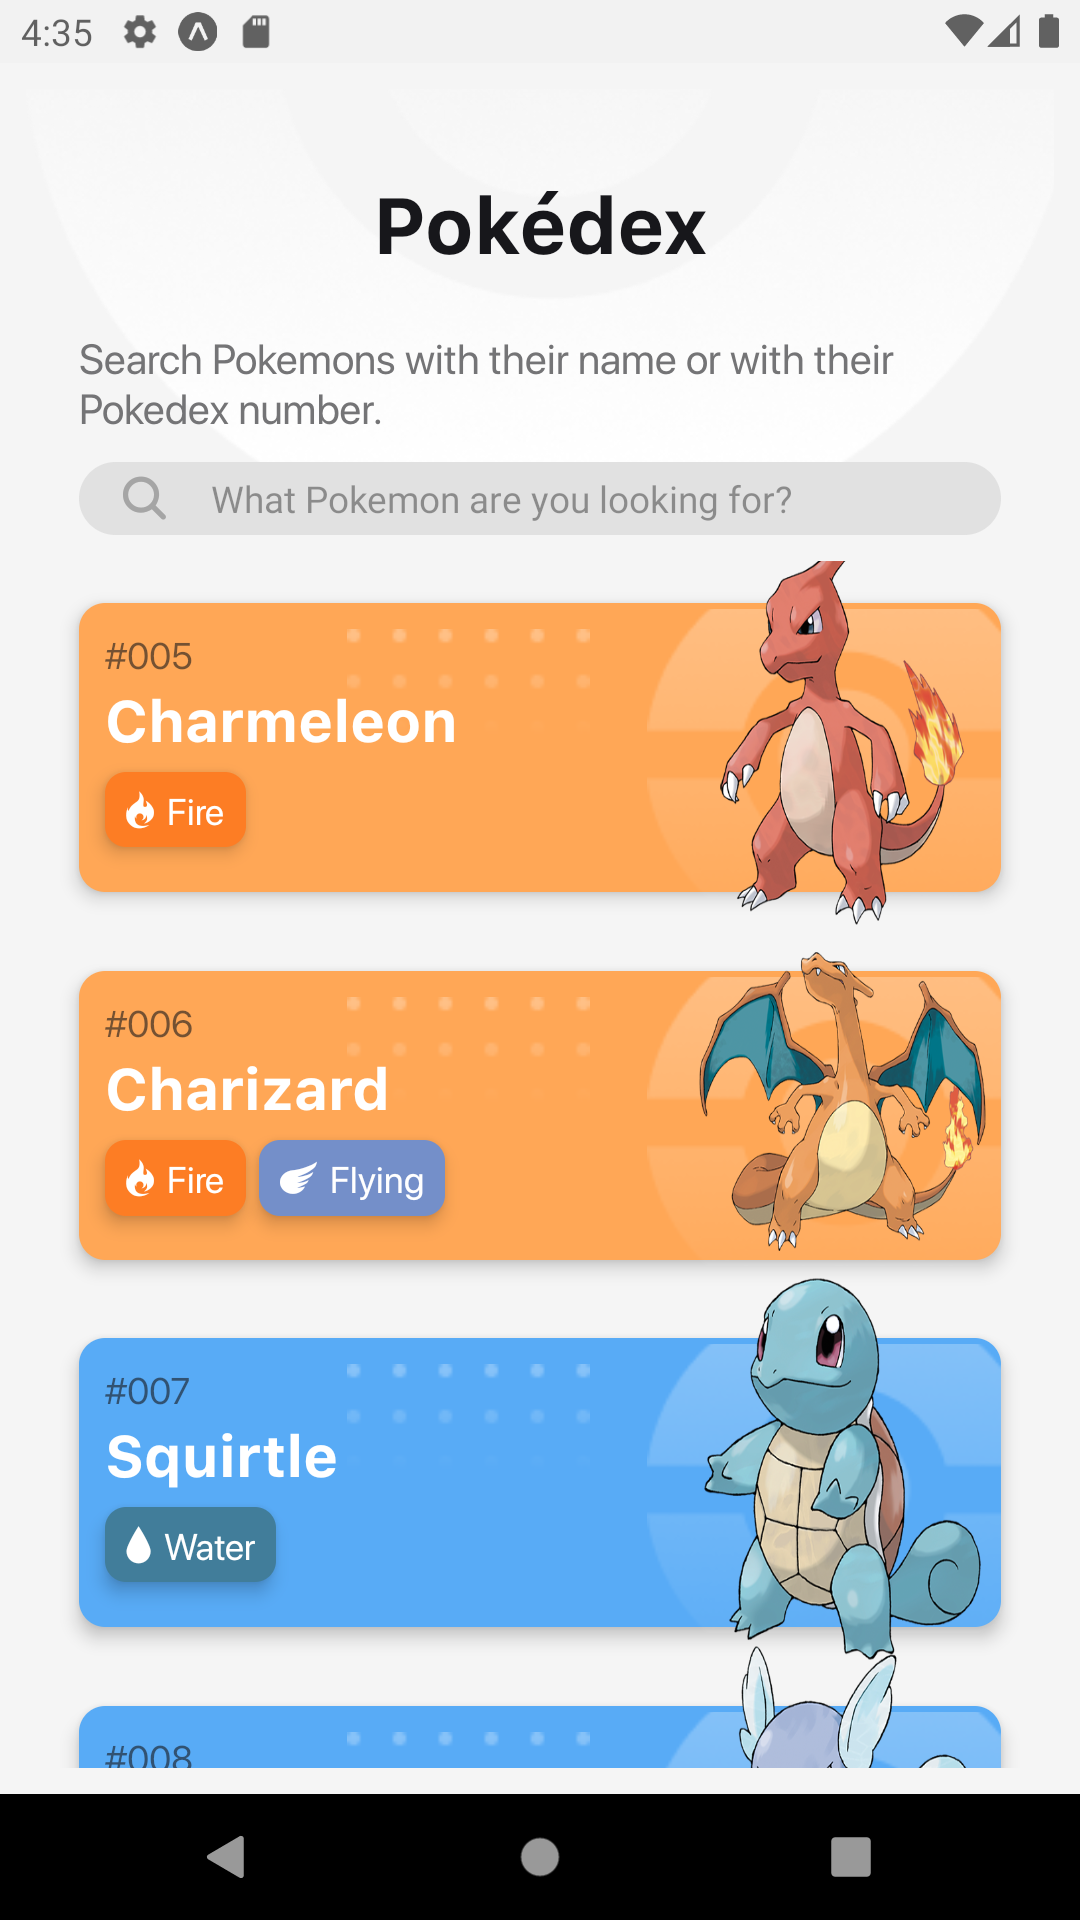 4:35
Pokédex
Search Pokemons with their name or with their
Pokedex number.
What Pokemon are you looking for?
#005
Charmeleon
Fire
#006
Charizard
Fire Flying
#007
Squirtle
Water
#008